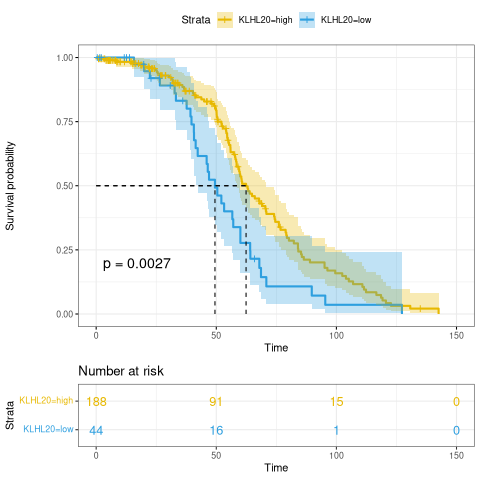 Strata KLHL20=high KLHL20=low
Survival probability
1.00
0.75
0.50
0.25
0.00
p = 0.0027
0 50 100 150
Time
Number at risk
Strata
KLHL20=high 188 91 15 0
KLHL20=low 44 16 1 0
0 50 100 150
Time